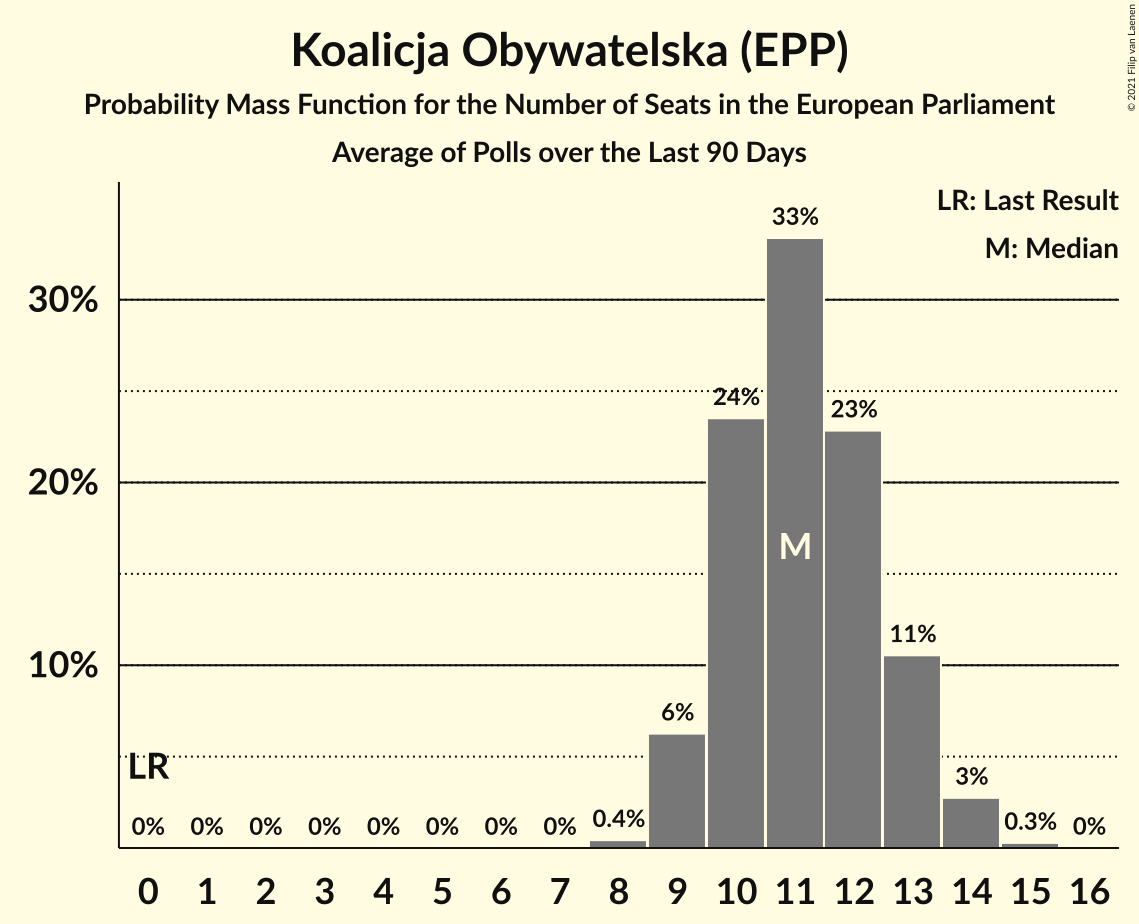 Koalicja Obywatelska (EPP)
Probability Mass Function for the Number of Seats in the European Parliament
Average of Polls over the Last 90 Days
© 2021 Filip van Laenen
LR: Last Result
M: Median
33%
30%
24%
23%
20%
M
11%
10%
6%
LR
3%
0% 0% 0% 0% 0% 0% 0% 0% 0.4% 0.3% 0%
0 1 2 3 4 5 6 7 8 9 10 11 12 13 14 15 16